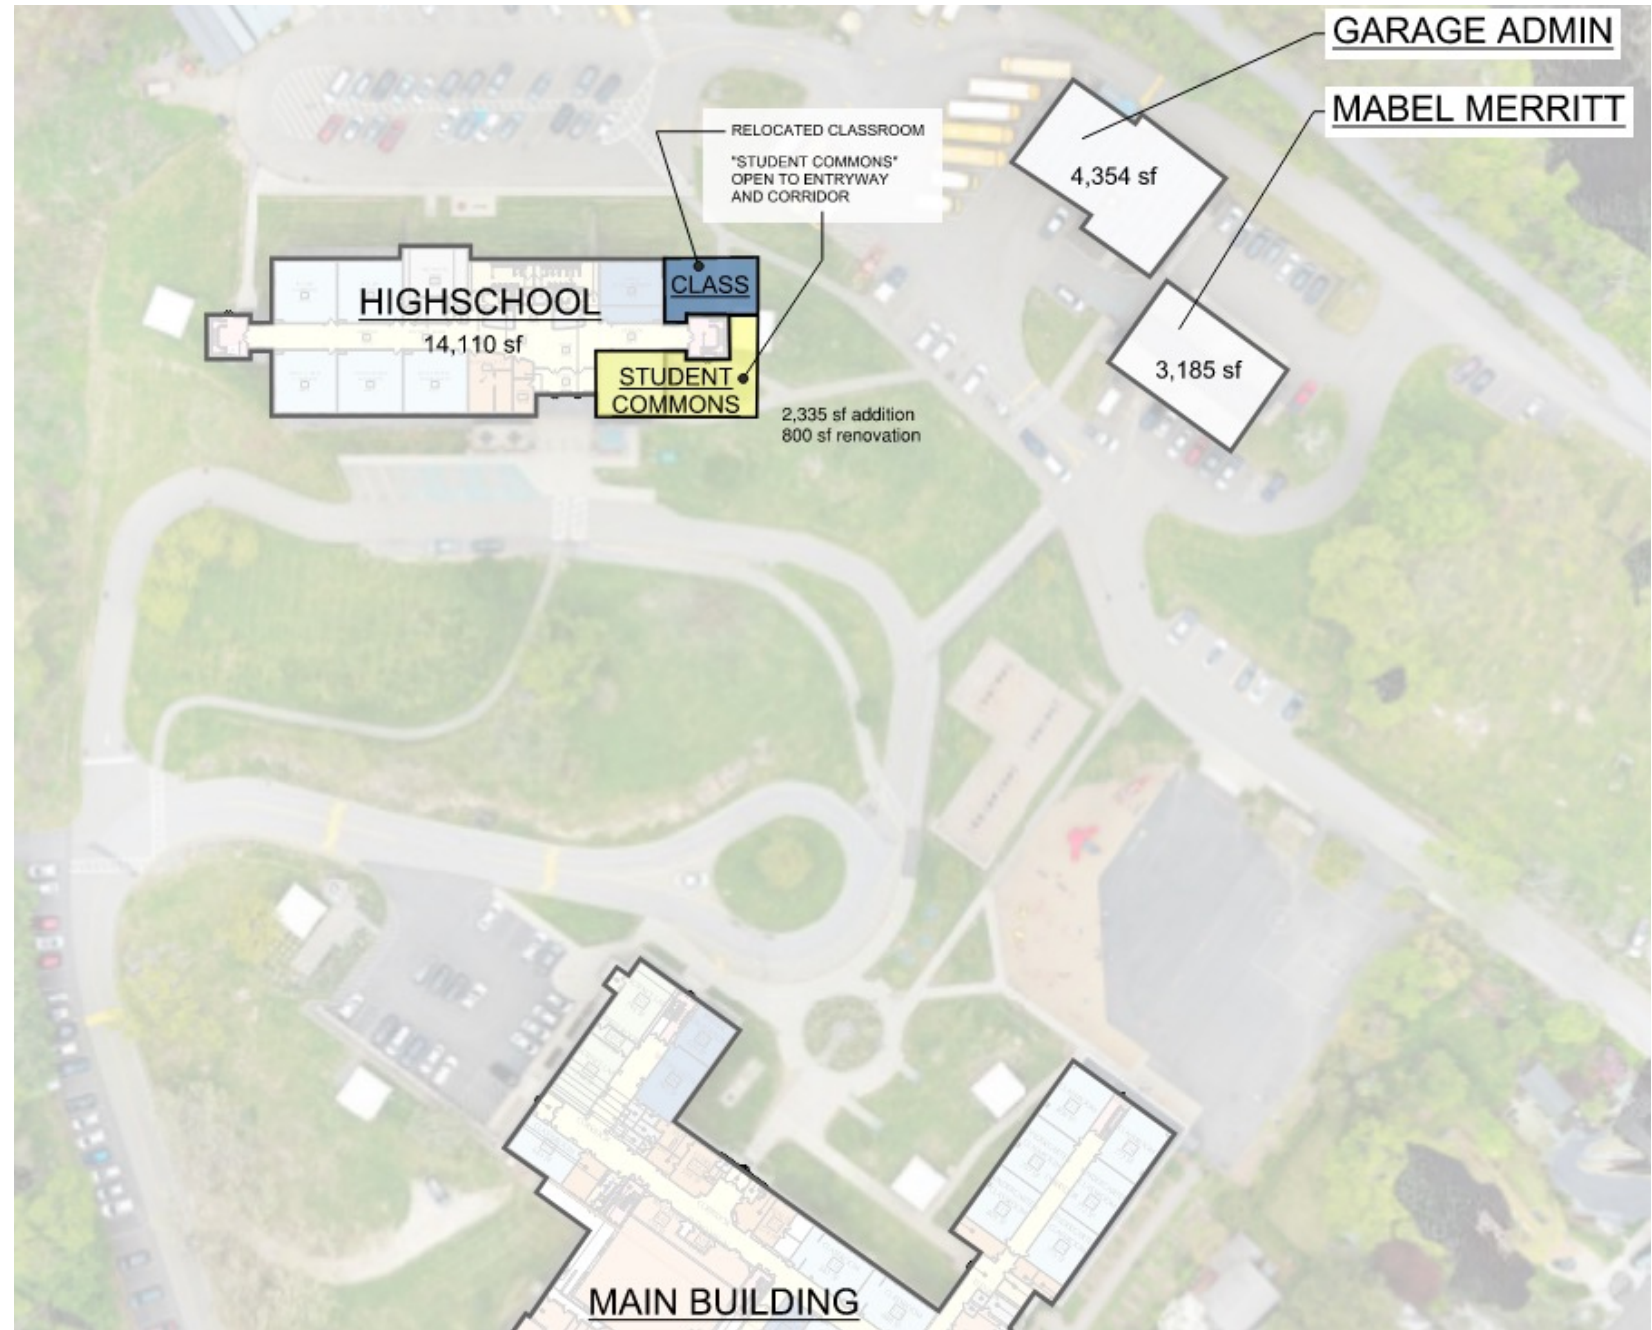 GARAGE ADMIN
MABEL MERRITT
RELOCATED CLASSROOM
"STUDENT COMMONS"
OPEN TO ENTRYWAY
AND CORRIDOR
4,354 sf
CLASS
HIGHSCHOOL
14,110 sf
3,185 sf
STUDENT
COMMONS
2,335 sf addition
800 sf renovation
MAIN BUILDING